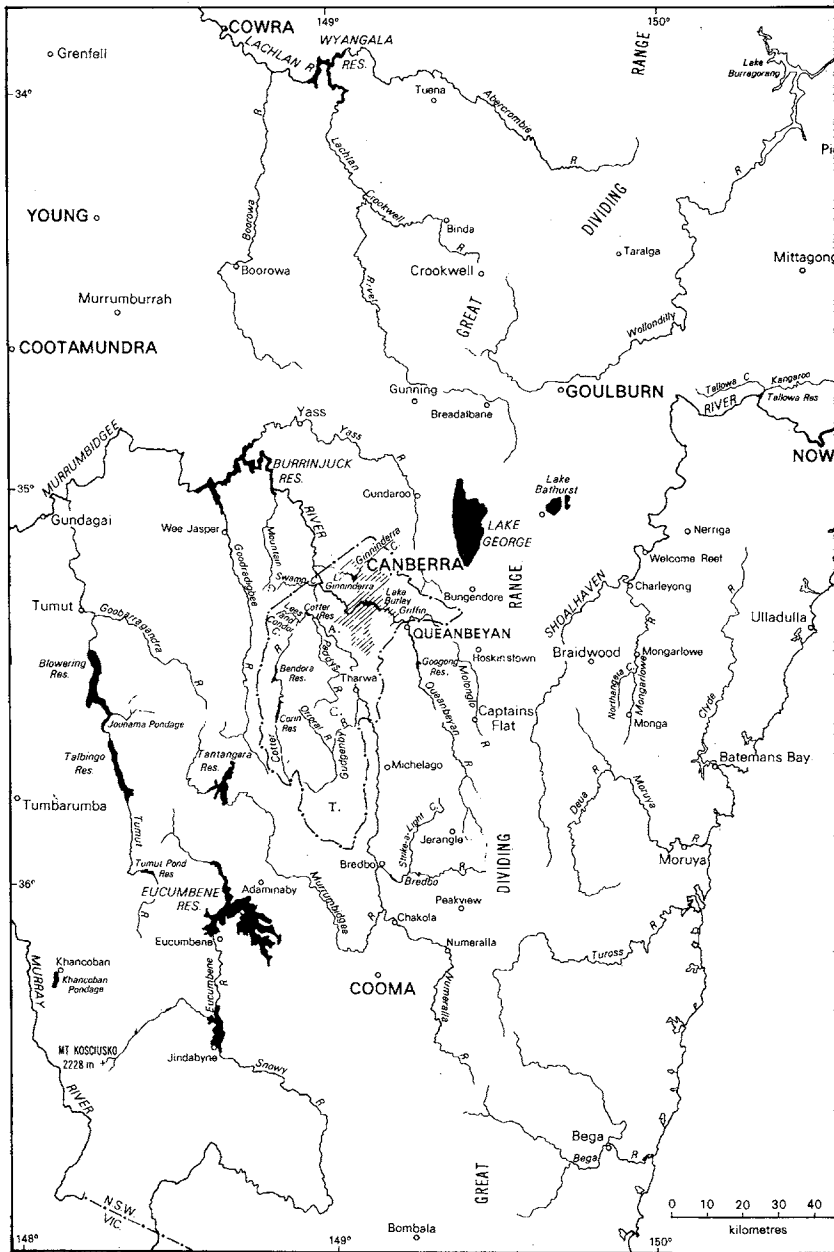 149°
150°
COWRA
Grenfell
LACHLAN R
WYANGALA
RES.
RANGE
Lake
Burragorang
34°
Tuena
Abercrombie
R
R
Lachlan
R
YOUNG
Boorowa
Crookwell
Binda
R
DIVIDING
Taralga
Boorowa
River
Crookwell
Mittagong
Murrumburrah
GREAT
Wollondilly
COOTAMUNDRA
Gunning
Breadalbane
GOULBURN
Tallowa C
Kangaroo
RIVER
Tallowa Res
NOW
Yass
Yass
R
MURRUMBIDGEE
BURRINJUCK
RES.
35°
Gundagai
Gundaroo
Lake
Bathurst
LAKE
GEORGE
Wee Jasper
RIVER
Nerriga
Goodradigbee
Mountain
Swamp
C
Ginninderra
C.
L.
Ginninderra
CANBERRA
Welcome Reef
RANGE
Charleyong
R
Tumut
Goobarragandra
Lees
Condor
C.
Cotter
Res
Lake
Burley
Griffin
Bungendore
SHOALHAVEN
Ulladulla
A.
Paddys
R
QUEANBEYAN
Hoskinstown
Braidwood
Mongarlowe
R
Blowering
Res.
R
R
Bendora Res.
Tharwa
Googong
Res
Molonglo
Northangera C
Mongarlowe
Queanbeyan
Captains
Flat
R
Monga
Clyde
Jounama Pondage
Corin
Res
C.
Orroral R
Gudgenby
Cotter
Talbingo
Res.
Tantangara
Res.
Michelago
R
Batemans Bay
Tumbarumba
T.
Deua
R
Moruya
Strike-a-Light C.
Jerangle
R
Moruya
Tumut
Bredbo
Bredbo
R
DIVIDING
Tumut Pond
Res
36°
Adaminaby
Murrumbidgee
EUCUMBENE
RES.
R
Peakview
R
Chakola
R
Tuross
Eucumbene
Numeralla
Khancoban
Khancoban
Pondage
MURRAY
Eucumbene
R
COOMA
Numeralla
MT KOSCIUSKO
2228 m
Jindabyne
Snowy
R
R
RIVER
R
Bega
Bega
R
GREAT
0 10 20 30 40 50
kilometres
N.S.W.
VIC.
Bombala
148°
149°
150°